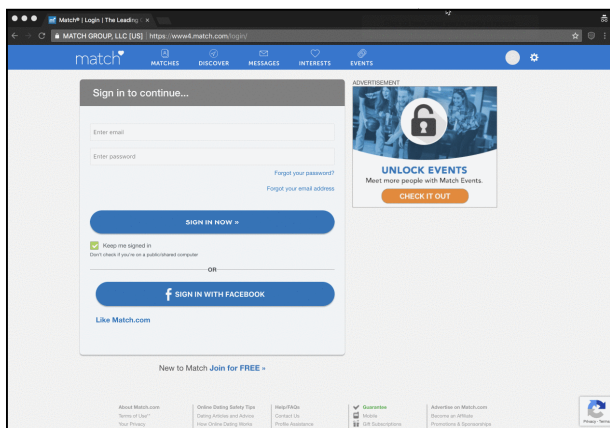 Match® | Login | The Leading
MATCH GROUP, LLC [US] | https://www4.match.com/login/
match
MATCHES
DISCOVER
MESSAGES
INTERESTS
EVENTS
Sign in to continue...
Enter email
Enter password
Forgot your password?
Forgot your email address
SIGN IN NOW »
Keep me signed in
Don't check if you're on a public/shared computer
OR
SIGN IN WITH FACEBOOK
Like Match.com
New to Match Join for FREE »
ADVERTISEMENT
UNLOCK EVENTS
Meet more people with Match Events.
CHECK IT OUT
About Match.com
Terms of Use
Your Privacy
Online Dating Safety Tips
Dating Articles and Advice
How Online Dating Works
Help/FAQs
Contact Us
Profile Assistance
Guarantee
Mobile
Gift Subscriptions
Advertise on Match.com
Become an Affiliate
Promotions & Sponsorships
Privacy - Terms